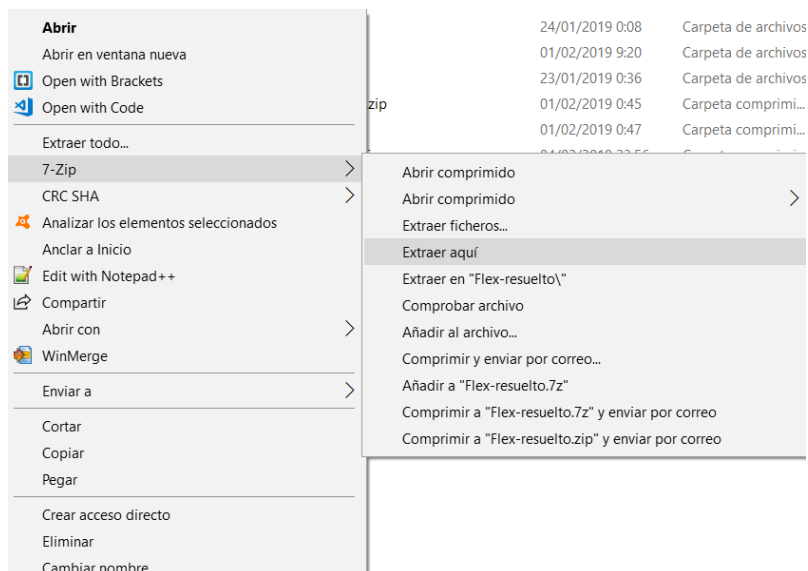 Abrir
Abrir en ventana nueva
Open with Brackets
Open with Code
Extraer todo...
7-Zip
CRC SHA
Analizar los elementos seleccionados
Anclar a Inicio
Edit with Notepad++
Compartir
Abrir con
WinMerge
Enviar a
Cortar
Copiar
Pegar
Crear acceso directo
Eliminar
Cambiar nombre
24/01/2019 0:08 Carpeta de archivos
01/02/2019 9:20 Carpeta de archivos
23/01/2019 0:36 Carpeta de archivos
zip 01/02/2019 0:45 Carpeta comprimi...
01/02/2019 0:47 Carpeta comprimi...
Abrir comprimido
Abrir comprimido
Extraer ficheros...
Extraer aquí
Extraer en "Flex-resuelto\"
Comprobar archivo
Añadir al archivo...
Comprimir y enviar por correo...
Añadir a "Flex-resuelto.7z"
Comprimir a "Flex-resuelto.7z" y enviar por correo
Comprimir a "Flex-resuelto.zip" y enviar por correo